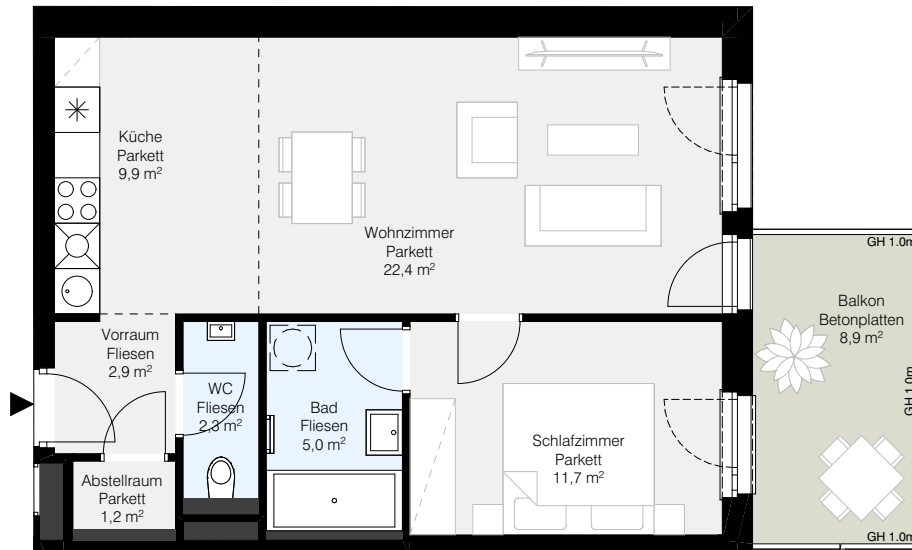 Küche
Parkett
9,9 m²
Wohnzimmer
Parkett
22,4 m²
GH 1.0m
Balkon
Betonplatten
8,9 m²
GH 1.0m
Vorraum
Fliesen
2,9 m²
WC
Fliesen
2,3 m²
Bad
Fliesen
5,0 m²
Schlafzimmer
Parkett
11,7 m²
Abstellraum
Parkett
1,2 m²
GH 1.0m